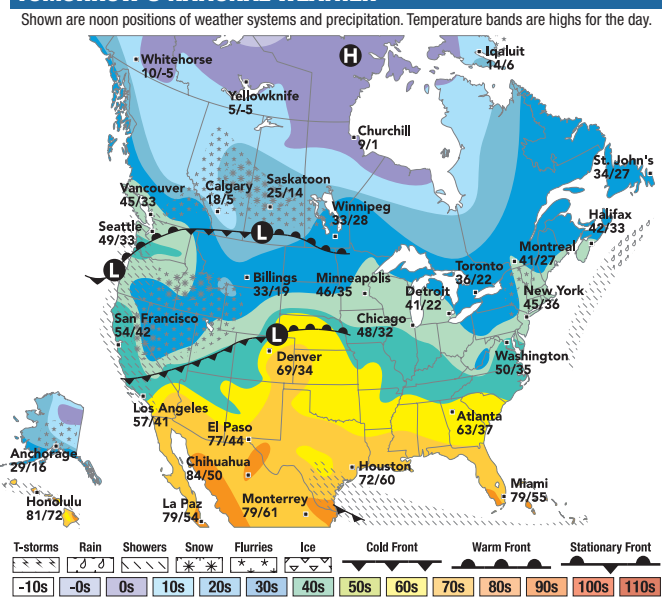 TOMORROW'S NATIONAL WEATHER
Shown are noon positions of weather systems and precipitation. Temperature bands are highs for the day.
H
Iqaluit
14/6
Whitehorse
10/-5
Yellowknife
5/-5
Churchill
9/1
St. John's
34/27
Vancouver
45/33
Calgary
18/5
Saskatoon
25/14
Winnipeg
33/28
Halifax
42/33
Seattle
49/33
L
Montreal
41/27
L
Billings
33/19
Minneapolis
46/35
Toronto
36/22
Detroit
41/22
New York
45/36
San Francisco
54/42
Chicago
48/32
L
Denver
69/34
Washington
50/35
Los Angeles
57/41
Atlanta
63/37
El Paso
77/44
Anchorage
29/16
Chihuahua
84/50
Houston
72/60
Honolulu
81/72
La Paz
79/54
Monterrey
79/61
Miami
79/55
T-storms Rain Showers Snow Flurries Ice Cold Front Warm Front Stationary Front
-10s -0s 0s 10s 20s 30s 40s 50s 60s 70s 80s 90s 100s 110s